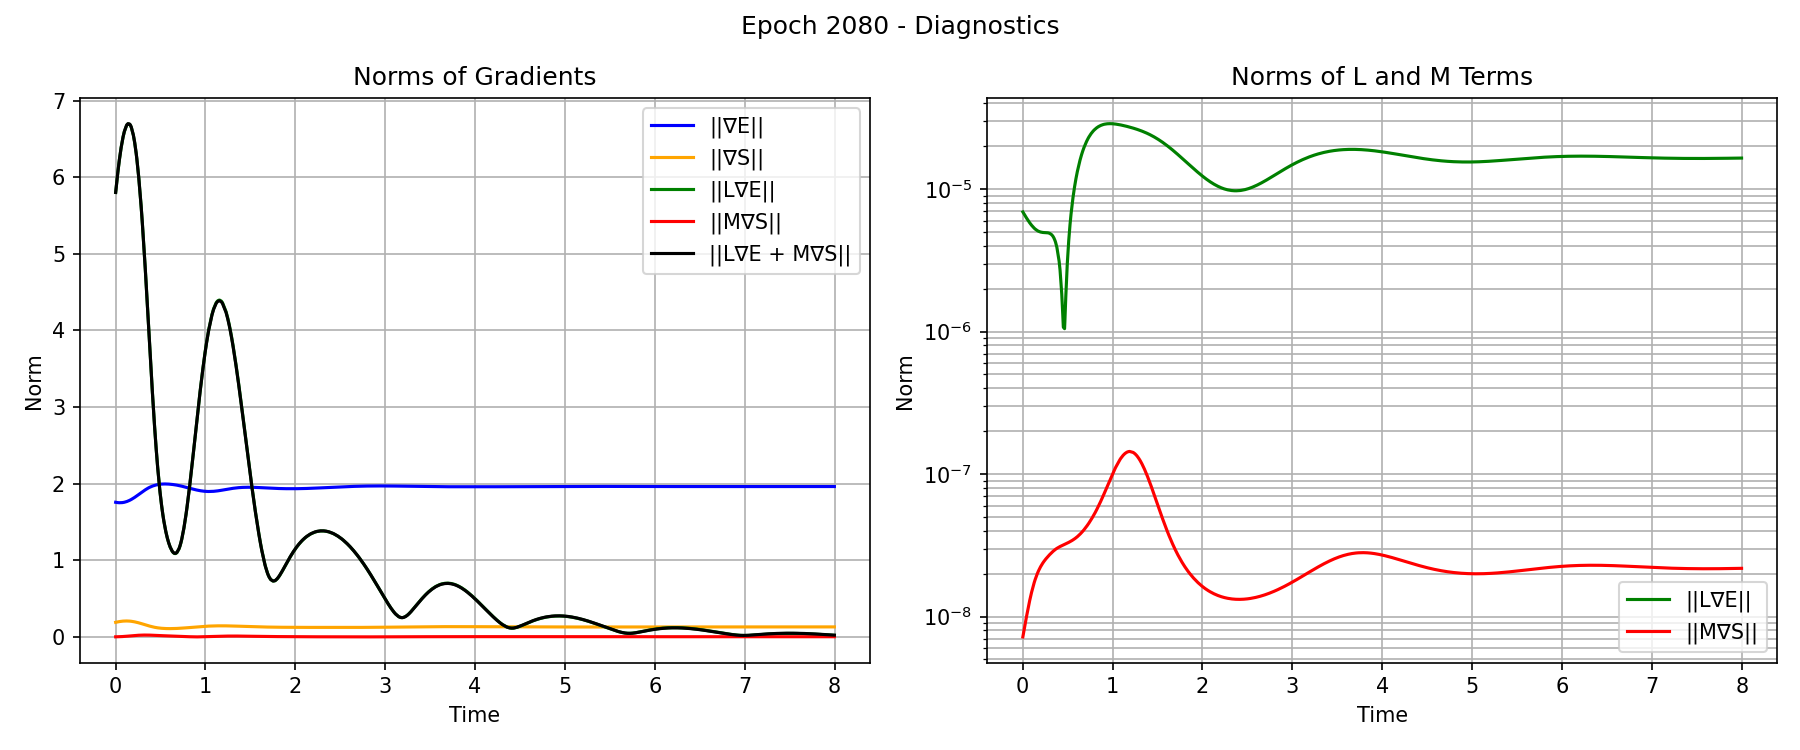 Epoch 2080 - Diagnostics
Norms of Gradients
Norm
7
6
5
4
3
2
1
0
||∇E||
||∇S||
||L∇E||
||M∇S||
||L∇E + M∇S||
0 1 2 3 4 5 6 7 8
Time
Norms of L and M Terms
Norm
10⁻⁵
10⁻⁶
10⁻⁷
10⁻⁸
||L∇E||
||M∇S||
0 1 2 3 4 5 6 7 8
Time